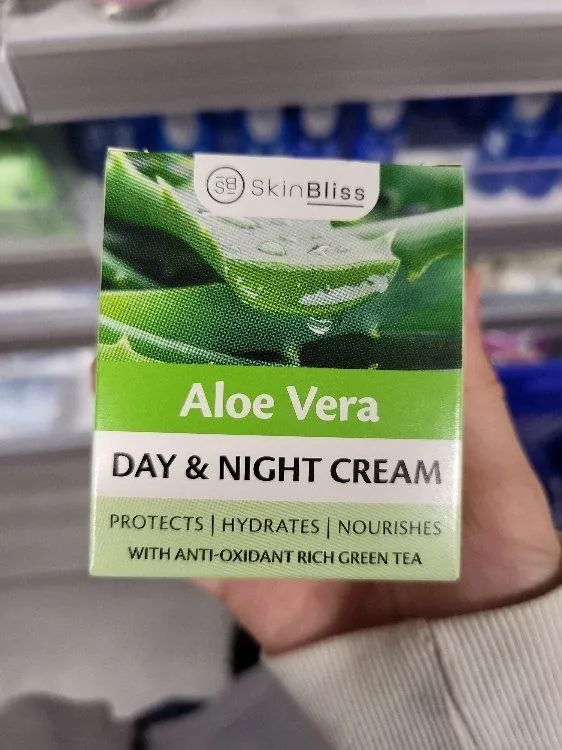 SB SkinBliss
Aloe Vera
DAY & NIGHT CREAM
PROTECTS | HYDRATES | NOURISHES
WITH ANTI-OXIDANT RICH GREEN TEA